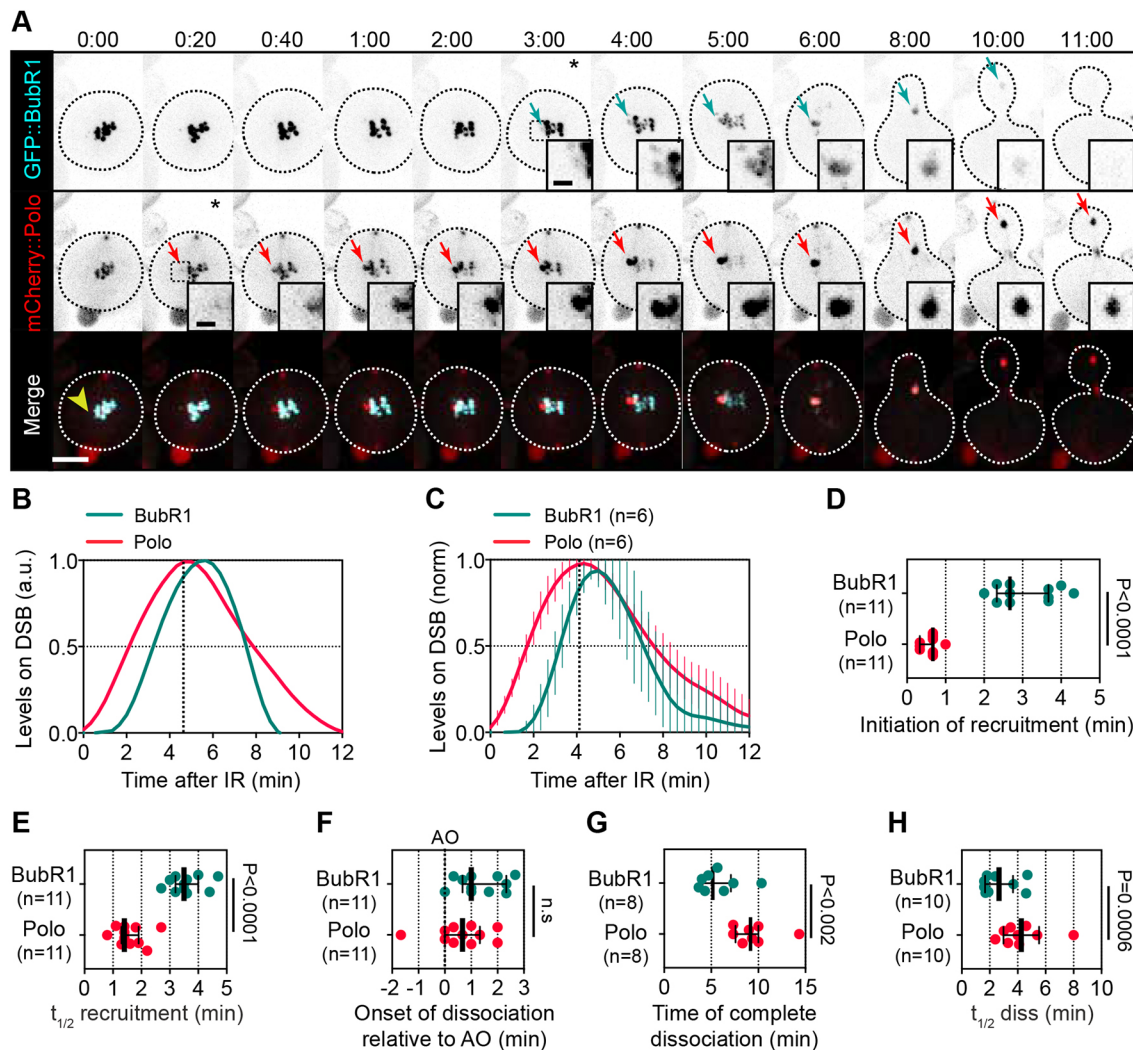 A
0:00 0:20 0:40 1:00 2:00 3:00 4:00 5:00 6:00 8:00 10:00 11:00
GFP::BubR1
*
mCherry::Polo
*
Merge
B
BubR1
Polo
Levels on DSB (a.u.)
1.0
0.5
0.0
0 2 4 6 8 10 12
Time after IR (min)
C
BubR1 (n=6)
Polo (n=6)
Levels on DSB (norm)
1.0
0.5
0.0
0 2 4 6 8 10 12
Time after IR (min)
D
BubR1
(n=11)
Polo
(n=11)
P<0.0001
0 1 2 3 4 5
Initiation of recruitment (min)
E
BubR1
(n=11)
Polo
(n=11)
P<0.0001
0 1 2 3 4 5
t1/2 recruitment (min)
F
AO
BubR1
(n=11)
Polo
(n=11)
n.s
-2 -1 0 1 2 3
Onset of dissociation
relative to AO (min)
G
BubR1
(n=8)
Polo
(n=8)
P<0.002
0 5 10 15
Time of complete
dissociation (min)
H
BubR1
(n=10)
Polo
(n=10)
P=0.0006
0 2 4 6 8 10
t1/2 diss (min)